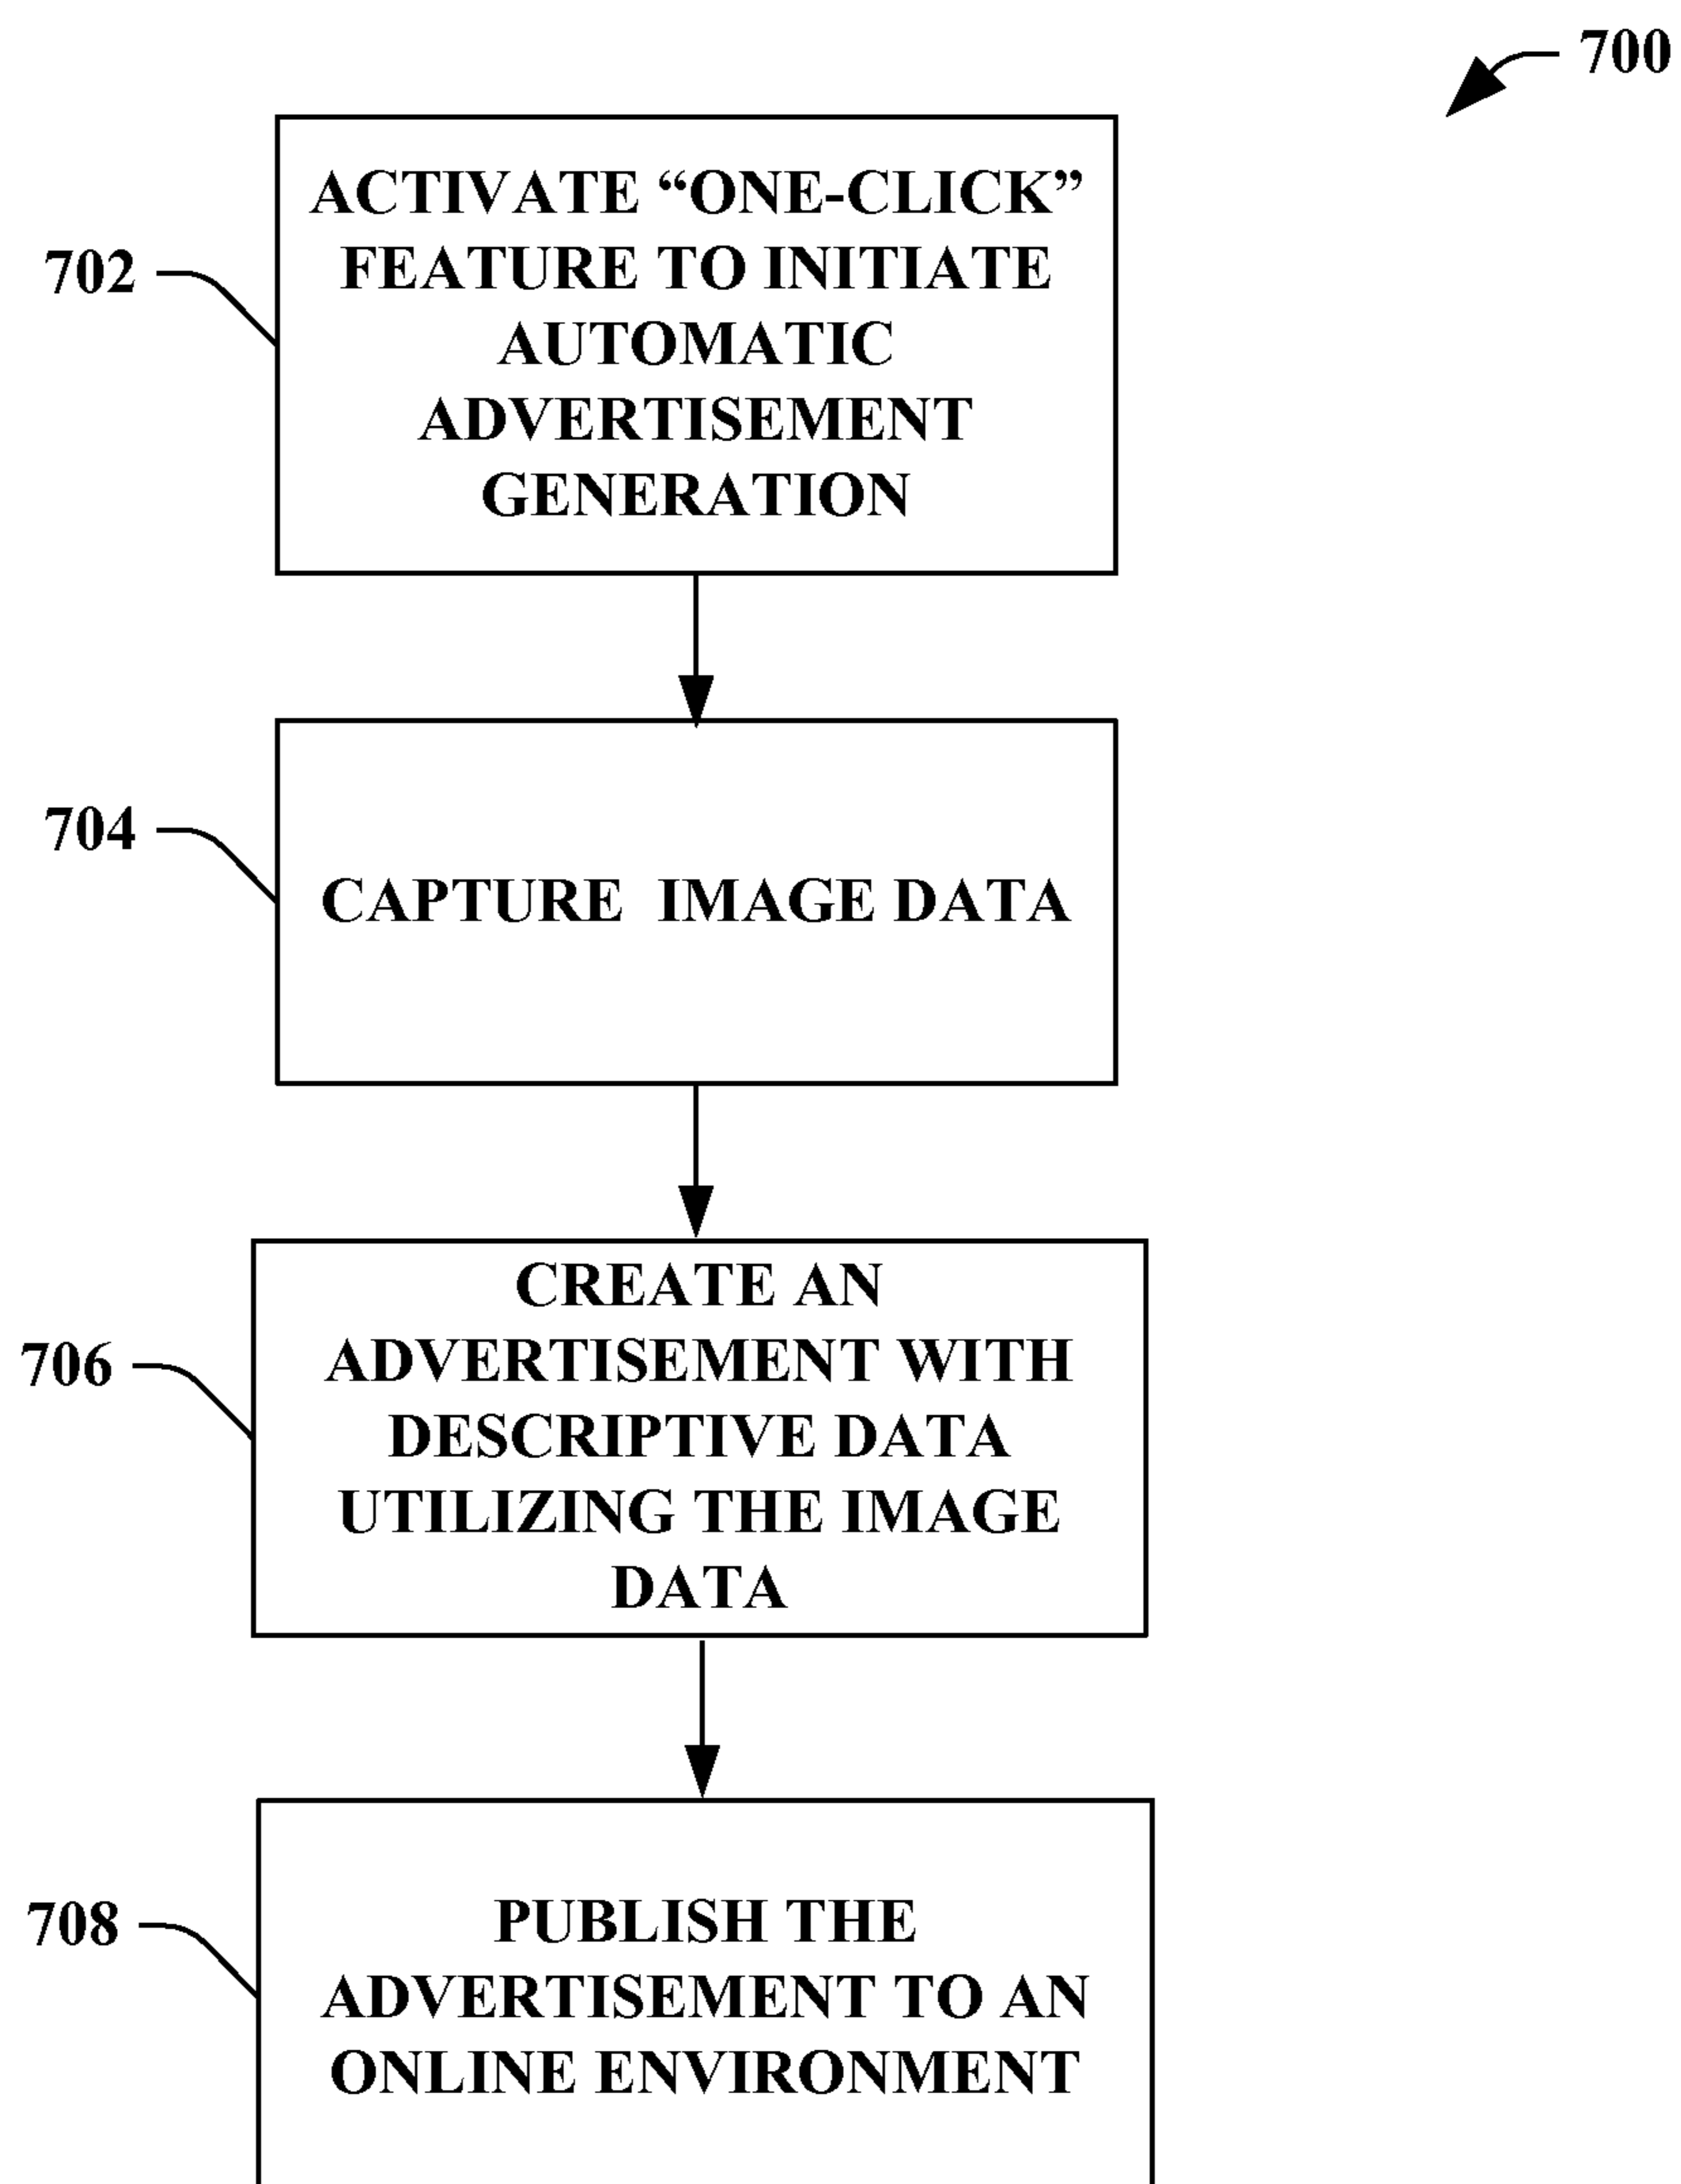 700
702
ACTIVATE “ONE-CLICK”
FEATURE TO INITIATE
AUTOMATIC
ADVERTISEMENT
GENERATION
704
CAPTURE IMAGE DATA
706
CREATE AN
ADVERTISEMENT WITH
DESCRIPTIVE DATA
UTILIZING THE IMAGE
DATA
708
PUBLISH THE
ADVERTISEMENT TO AN
ONLINE ENVIRONMENT